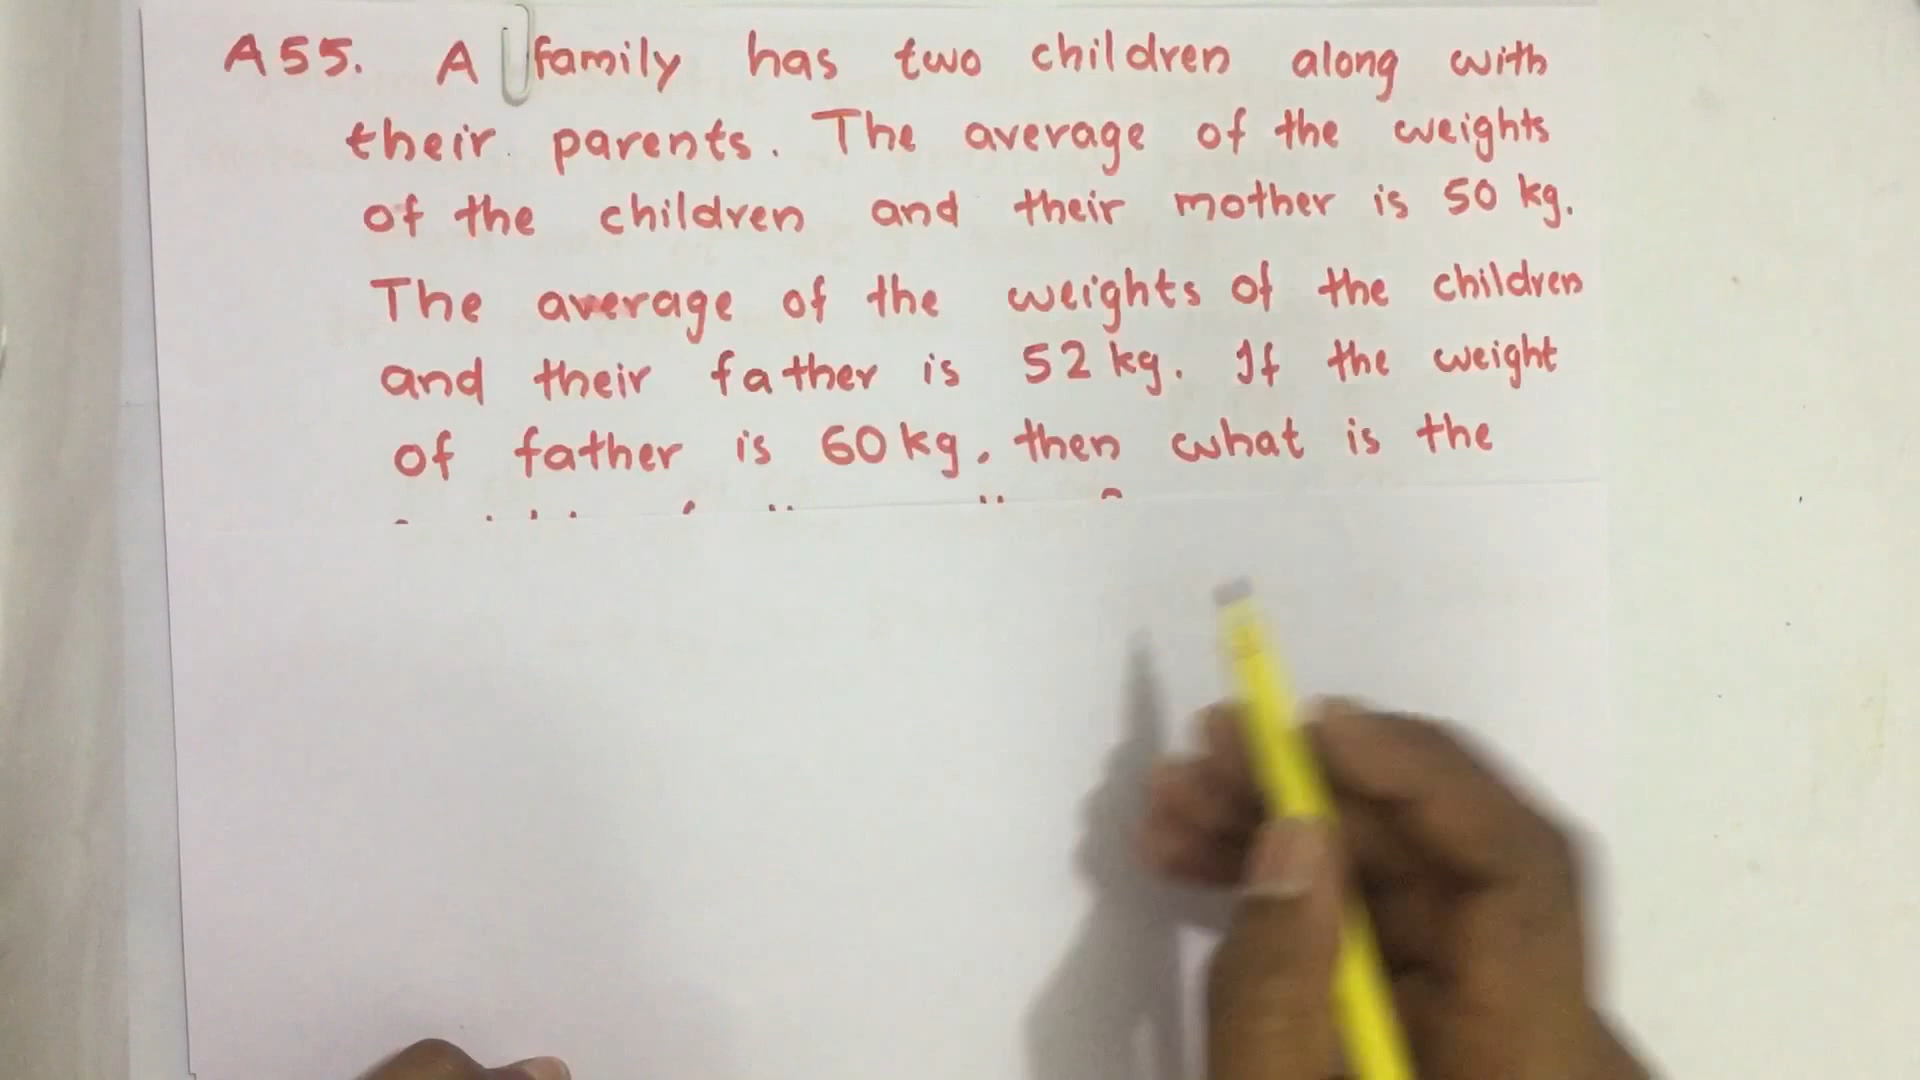 A55. A family has two children along with
their parents. The average of the weights
of the children and their mother is 50 kg.
The average of the weights of the children
and their father is 52 kg. If the weight
of father is 60 kg, then what is the